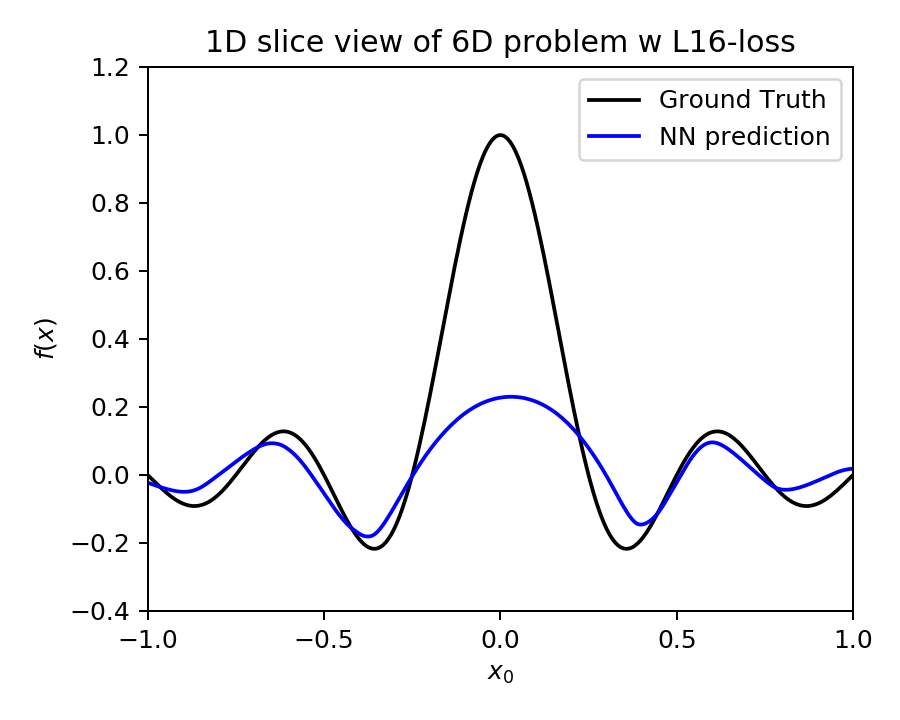 1D slice view of 6D problem w L16-loss
Ground Truth
NN prediction
1.2
1.0
0.8
0.6
0.4
0.2
0.0
−0.2
−0.4
f(x)
−1.0 −0.5 0.0 0.5 1.0
x₀